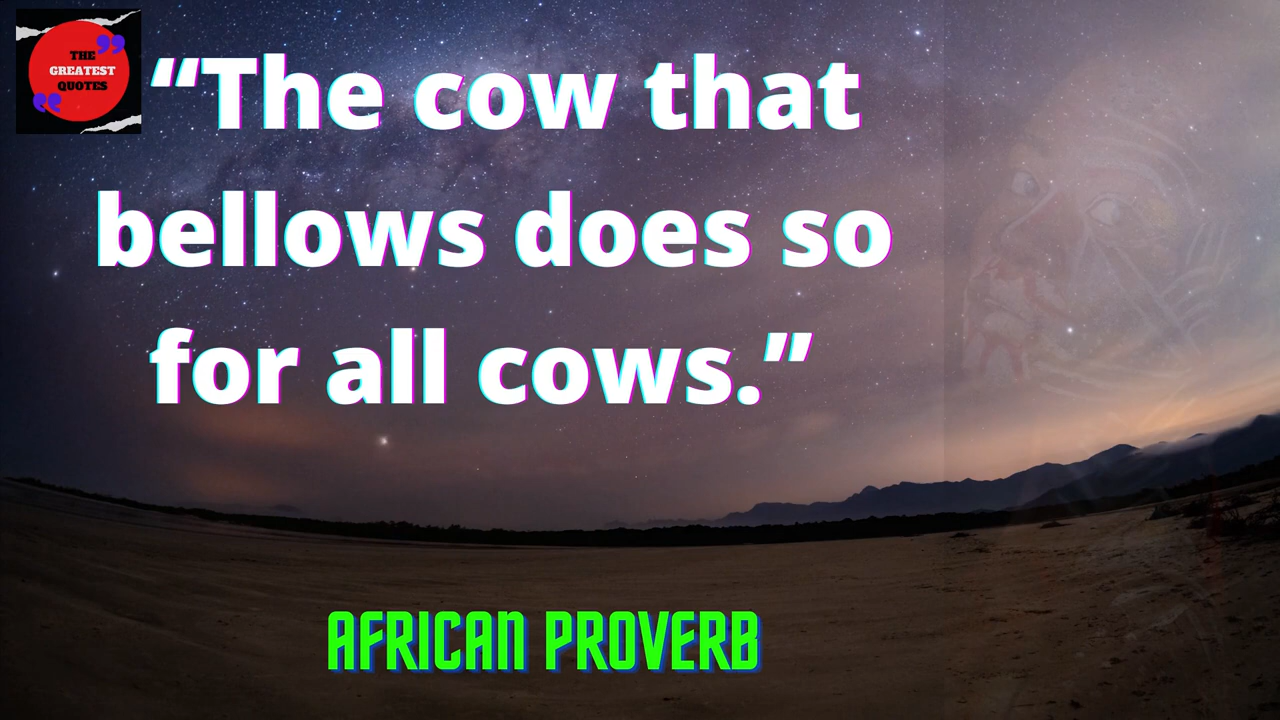 THE
GREATEST
QUOTES
“The cow that
bellows does so
for all cows.”
AFRICAN PROVERB